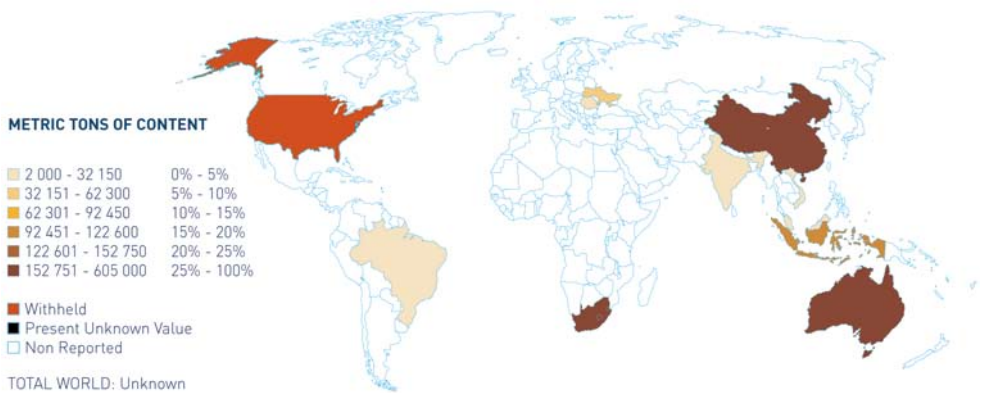 METRIC TONS OF CONTENT
2 000 - 32 150 0% - 5%
32 151 - 62 300 5% - 10%
62 301 - 92 450 10% - 15%
92 451 - 122 600 15% - 20%
122 601 - 152 750 20% - 25%
152 751 - 605 000 25% - 100%
Withheld
Present Unknown Value
Non Reported
TOTAL WORLD: Unknown